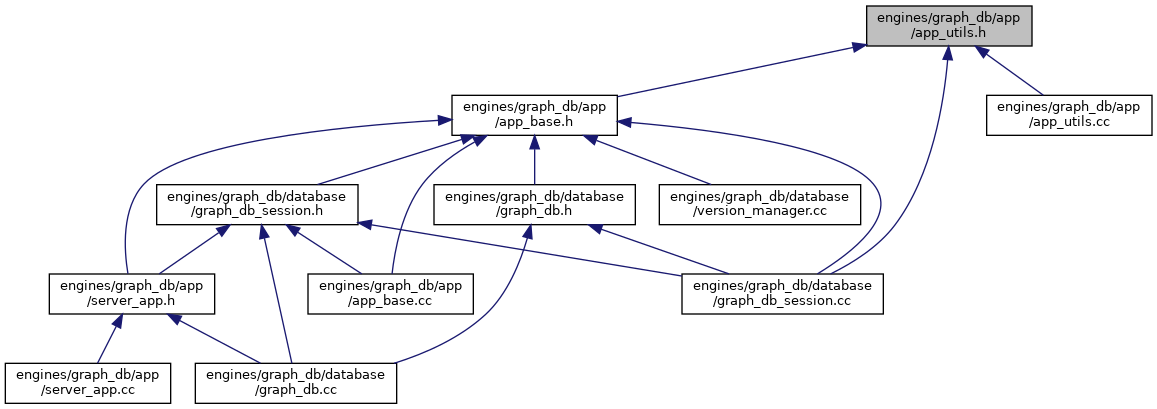 engines/graph_db/app
/app_utils.h
engines/graph_db/app
/app_base.h
engines/graph_db/app
/app_utils.cc
engines/graph_db/database
/graph_db_session.h
engines/graph_db/database
/graph_db.h
engines/graph_db/database
/version_manager.cc
engines/graph_db/app
/server_app.h
engines/graph_db/app
/app_base.cc
engines/graph_db/database
/graph_db_session.cc
engines/graph_db/app
/server_app.cc
engines/graph_db/database
/graph_db.cc